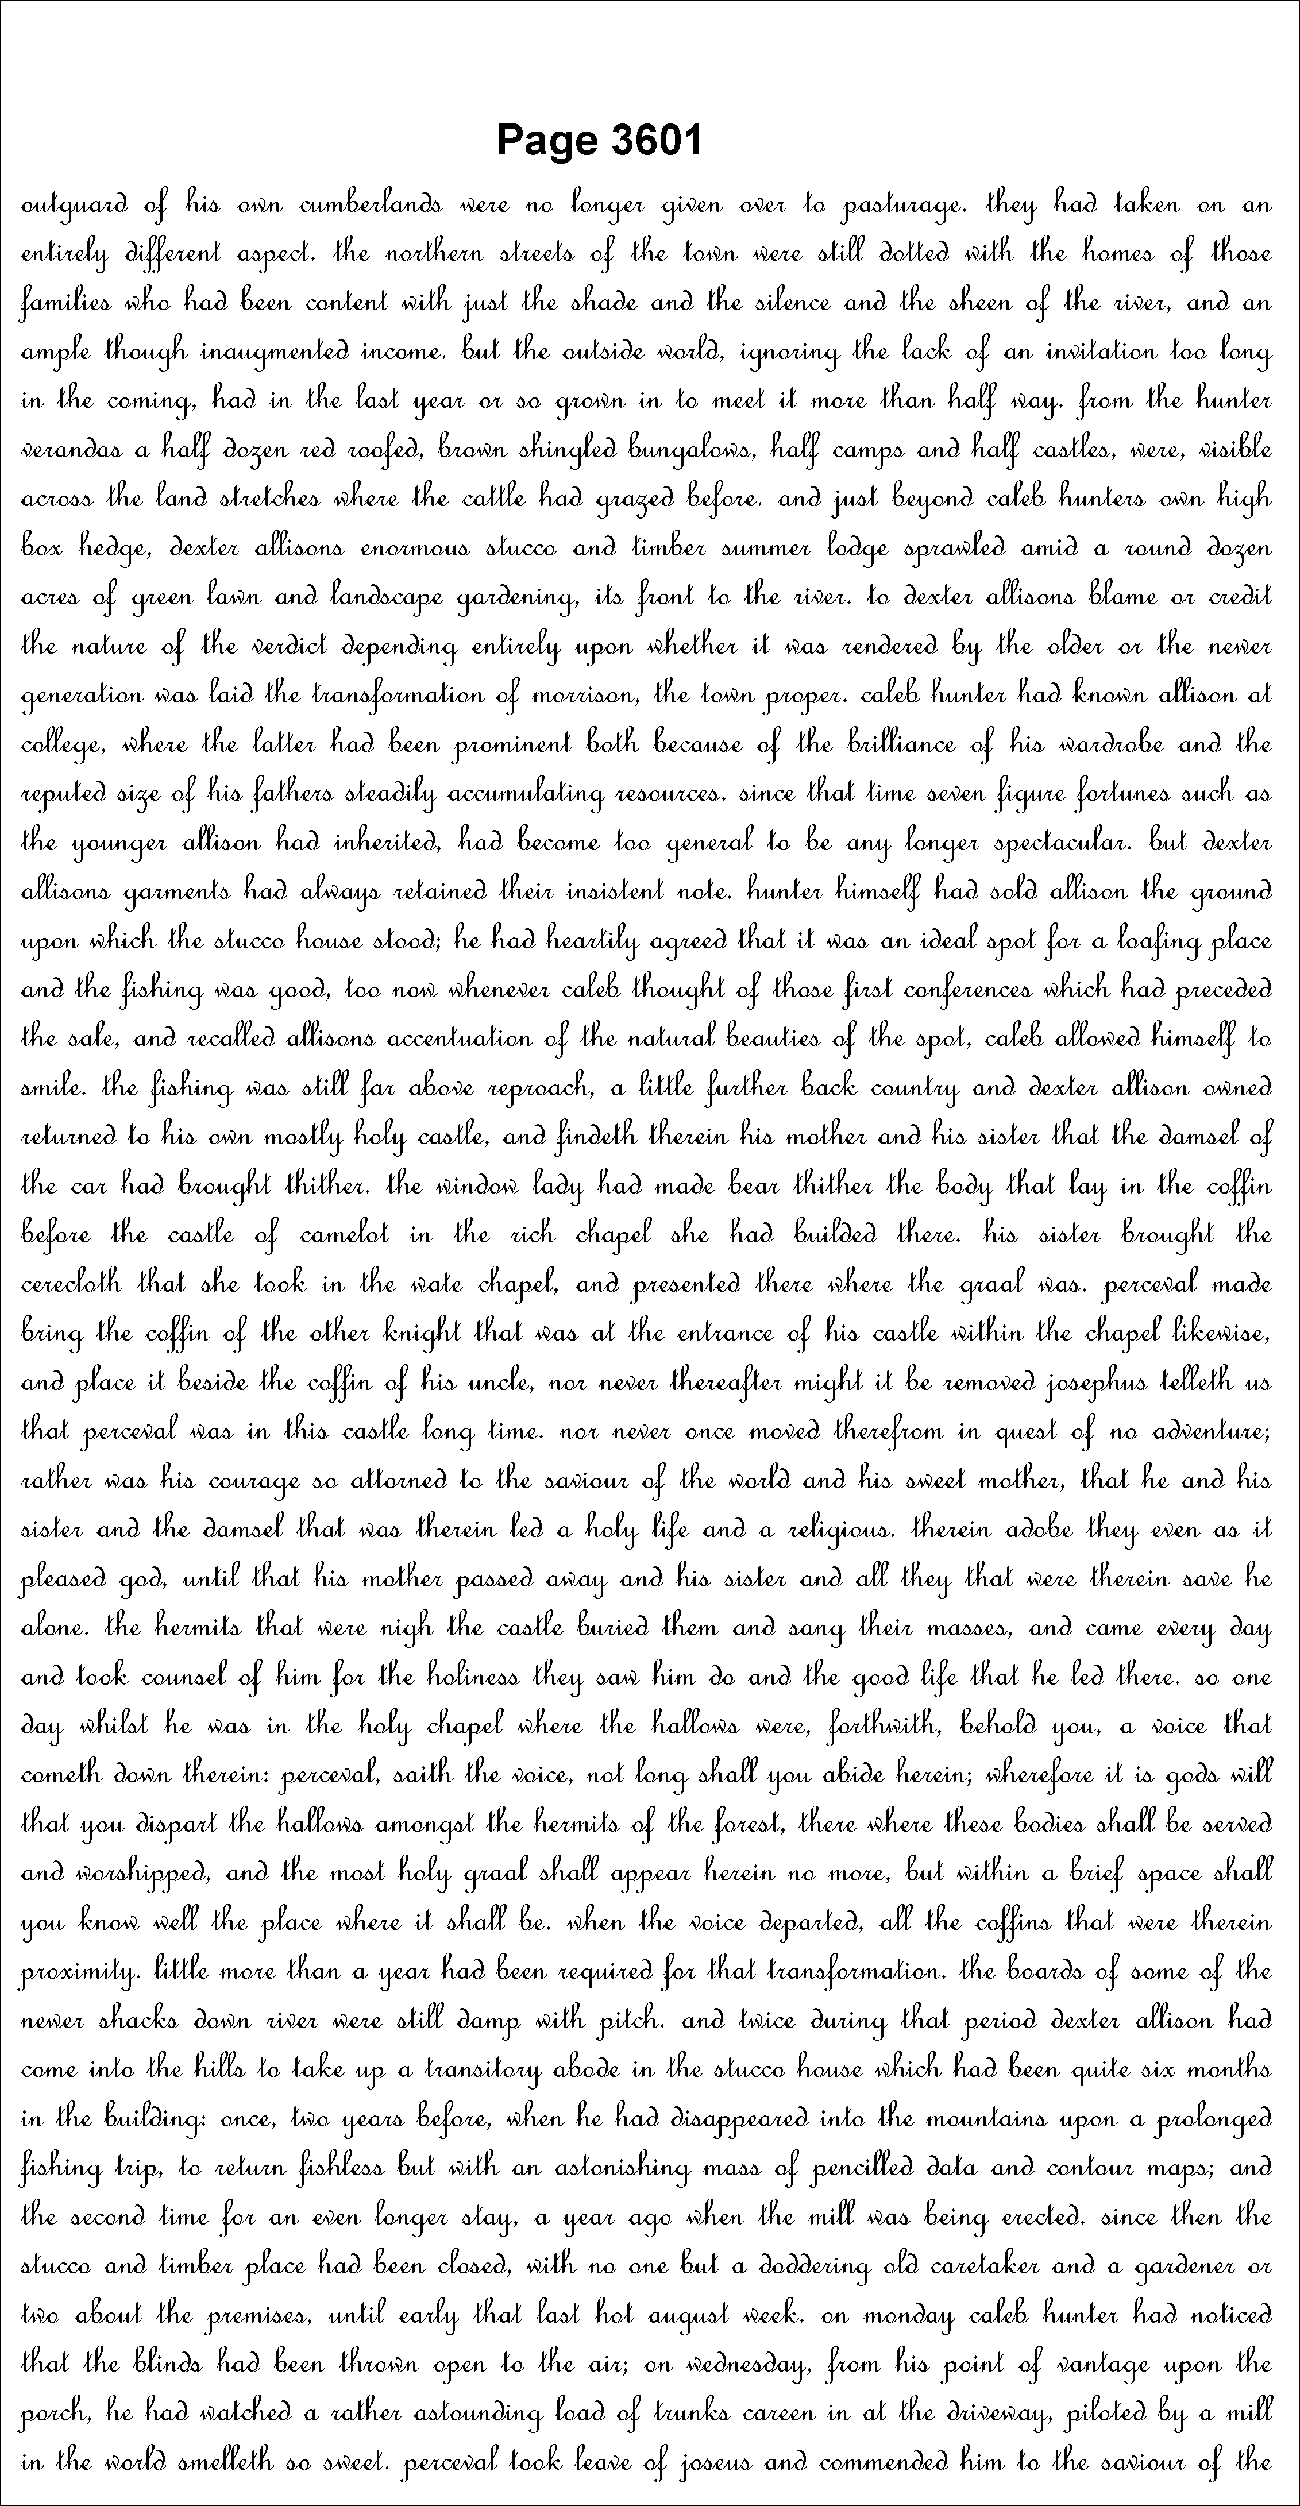 Page 3601
outguard of his own cumberlands were no longer given over to pasturage. they had taken on an
entirely different aspect. the northern streets of the town were still dotted with the homes of those
families who had been content with just the shade and the silence and the sheen of the river, and an
ample though inaugmented income. but the outside world, ignoring the lack of an invitation too long
in the coming, had in the last year or so grown in to meet it more than half way. from the hunter
verandas a half dozen red roofed, brown shingled bungalows, half camps and half castles, were, visible
across the land stretches where the cattle had grazed before. and just beyond caleb hunters own high
box hedge, dexter allisons enormous stucco and timber summer lodge sprawled amid a round dozen
acres of green lawn and landscape gardening, its front to the river. to dexter allisons blame or credit
the nature of the verdict depending entirely upon whether it was rendered by the older or the newer
generation was laid the transformation of morrison, the town proper. caleb hunter had known allison at
college, where the latter had been prominent both because of the brilliance of his wardrobe and the
reputed size of his fathers steadily accumulating resources. since that time seven figure fortunes such as
the younger allison had inherited, had become too general to be any longer spectacular. but dexter
allisons garments had always retained their insistent note. hunter himself had sold allison the ground
upon which the stucco house stood; he had heartily agreed that it was an ideal spot for a loafing place
and the fishing was good, too now whenever caleb thought of those first conferences which had preceded
the sale, and recalled allisons accentuation of the natural beauties of the spot, caleb allowed himself to
smile. the fishing was still far above reproach, a little further back country and dexter allison owned
returned to his own mostly holy castle, and findeth therein his mother and his sister that the damsel of
the car had brought thither. the window lady had made bear thither the body that lay in the coffin
before the castle of camelot in the rich chapel she had builded there. his sister brought the
cerecloth that she took in the wate chapel, and presented there where the graal was. perceval made
bring the coffin of the other knight that was at the entrance of his castle within the chapel likewise,
and place it beside the coffin of his uncle, nor never thereafter might it be removed josephus telleth us
that perceval was in this castle long time. nor never once moved therefrom in quest of no adventure;
rather was his courage so attorned to the saviour of the world and his sweet mother, that he and his
sister and the damsel that was therein led a holy life and a religious. therein adobe they even as it
pleased god, until that his mother passed away and his sister and all they that were therein save he
alone. the hermits that were nigh the castle buried them and sang their masses, and came every day
and took counsel of him for the holiness they saw him do and the good life that he led there. so one
day whilst he was in the holy chapel where the hallows were, forthwith, behold you, a voice that
cometh down therein: perceval, saith the voice, not long shall you abide herein; wherefore it is gods will
that you dispart the hallows amongst the hermits of the forest, there where these bodies shall be served
and worshipped, and the most holy graal shall appear herein no more, but within a brief space shall
you know well the place where it shall be. when the voice departed, all the coffins that were therein
proximity. little more than a year had been required for that transformation. the boards of some of the
newer shacks down river were still damp with pitch. and twice during that period dexter allison had
come into the hills to take up a transitory abode in the stucco house which had been quite six months
in the building: once, two years before, when he had disappeared into the mountains upon a prolonged
fishing trip, to return fishless but with an astonishing mass of pencilled data and contour maps; and
the second time for an even longer stay, a year ago when the mill was being erected. since then the
stucco and timber place had been closed, with no one but a doddering old caretaker and a gardener or
two about the premises, until early that last hot august week. on monday caleb hunter had noticed
that the blinds had been thrown open to the air; on wednesday, from his point of vantage upon the
porch, he had watched a rather astounding load of trunks careen in at the driveway, piloted by a mill
in the world smelleth so sweet. perceval took leave of joseus and commended him to the saviour of the